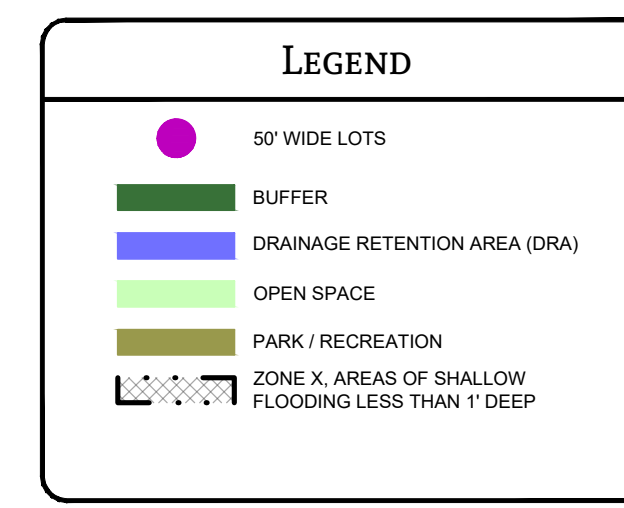 LEGEND
50' WIDE LOTS
BUFFER
DRAINAGE RETENTION AREA (DRA)
OPEN SPACE
PARK / RECREATION
ZONE X, AREAS OF SHALLOW
FLOODING LESS THAN 1' DEEP